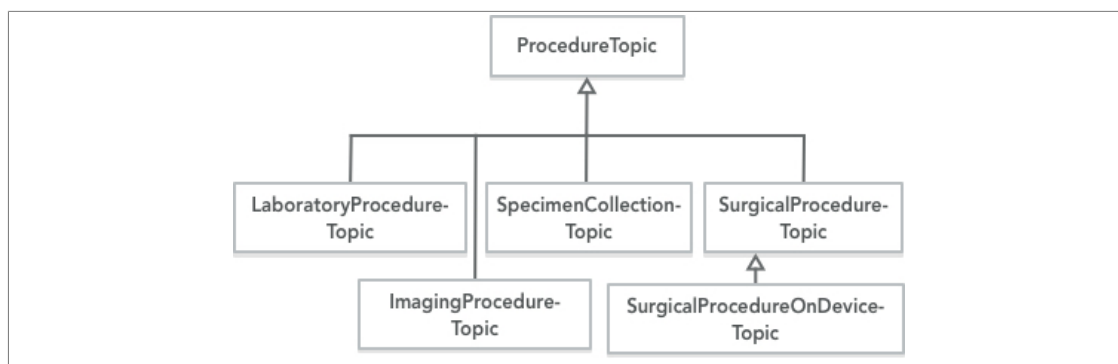 ProcedureTopic
LaboratoryProcedure-
Topic
SpecimenCollection-
Topic
SurgicalProcedure-
Topic
ImagingProcedure-
Topic
SurgicalProcedureOnDevice-
Topic